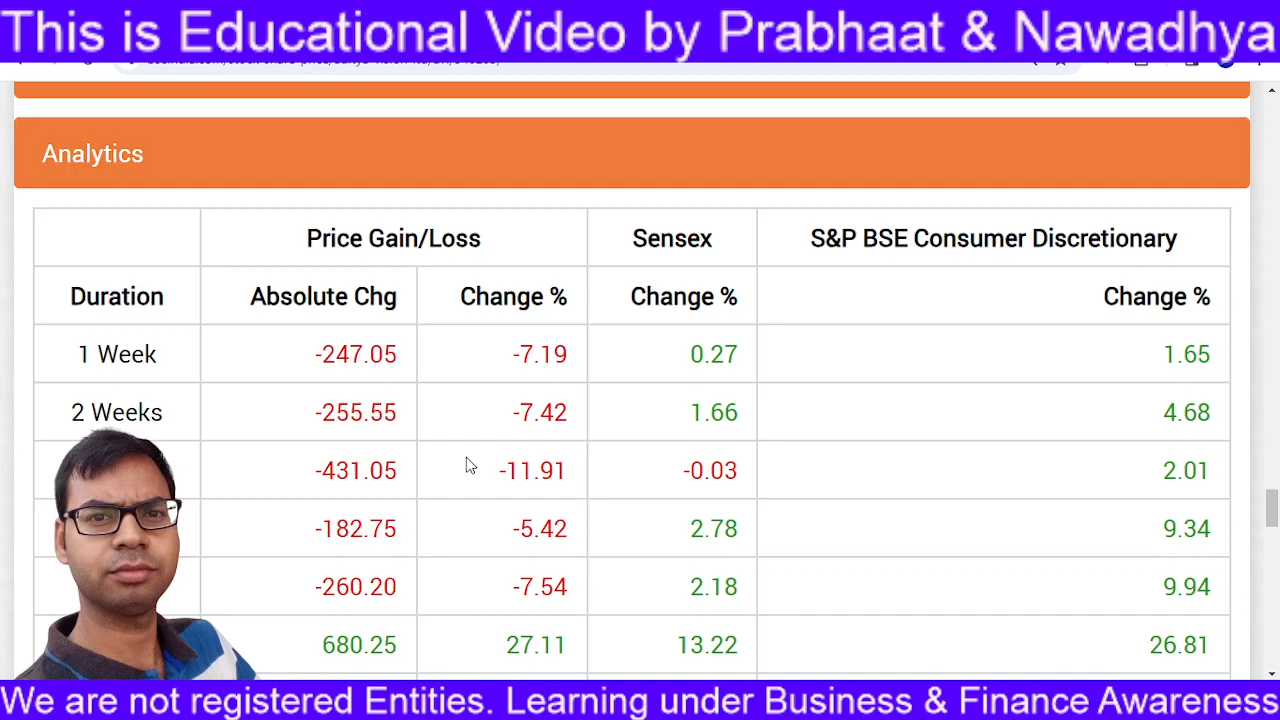 This is Educational Video by Prabhaat & Nawadhya
Analytics
Price Gain/Loss Sensex S&P BSE Consumer Discretionary
Duration Absolute Chg Change % Change % Change %
1 Week -247.05 -7.19 0.27 1.65
2 Weeks -255.55 -7.42 1.66 4.68
-431.05 -11.91 -0.03 2.01
-182.75 -5.42 2.78 9.34
-260.20 -7.54 2.18 9.94
680.25 27.11 13.22 26.81
We are not registered Entities. Learning under Business & Finance Awareness